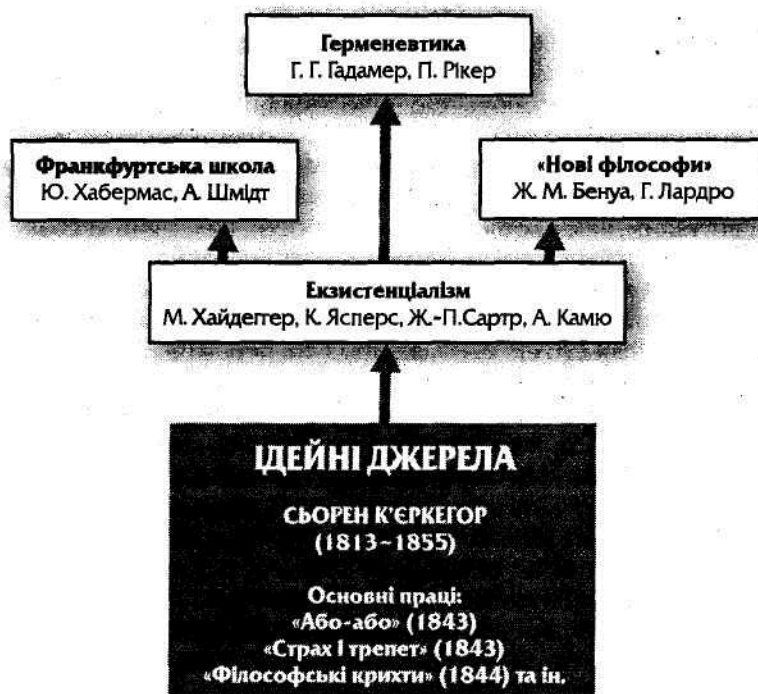 Герменевтика
Г. Г. Гадамер, П. Рікер
Франкфуртська школа
Ю. Хабермас, А. Шмідт
«Нові філософи»
Ж. М. Бенуа, Г. Лардро
Екзистенціалізм
М. Хайдеггер, К. Ясперс, Ж.-П.Сартр, А. Камю
ІДЕЙНІ ДЖЕРЕЛА
СЬОРЕН К'ЄРКЕГОР
(1813~1855)
Основні праці:
«Або-або» (1843)
«Страх І трепет» (1843)
«Філософські крихти» (1844) та ін.